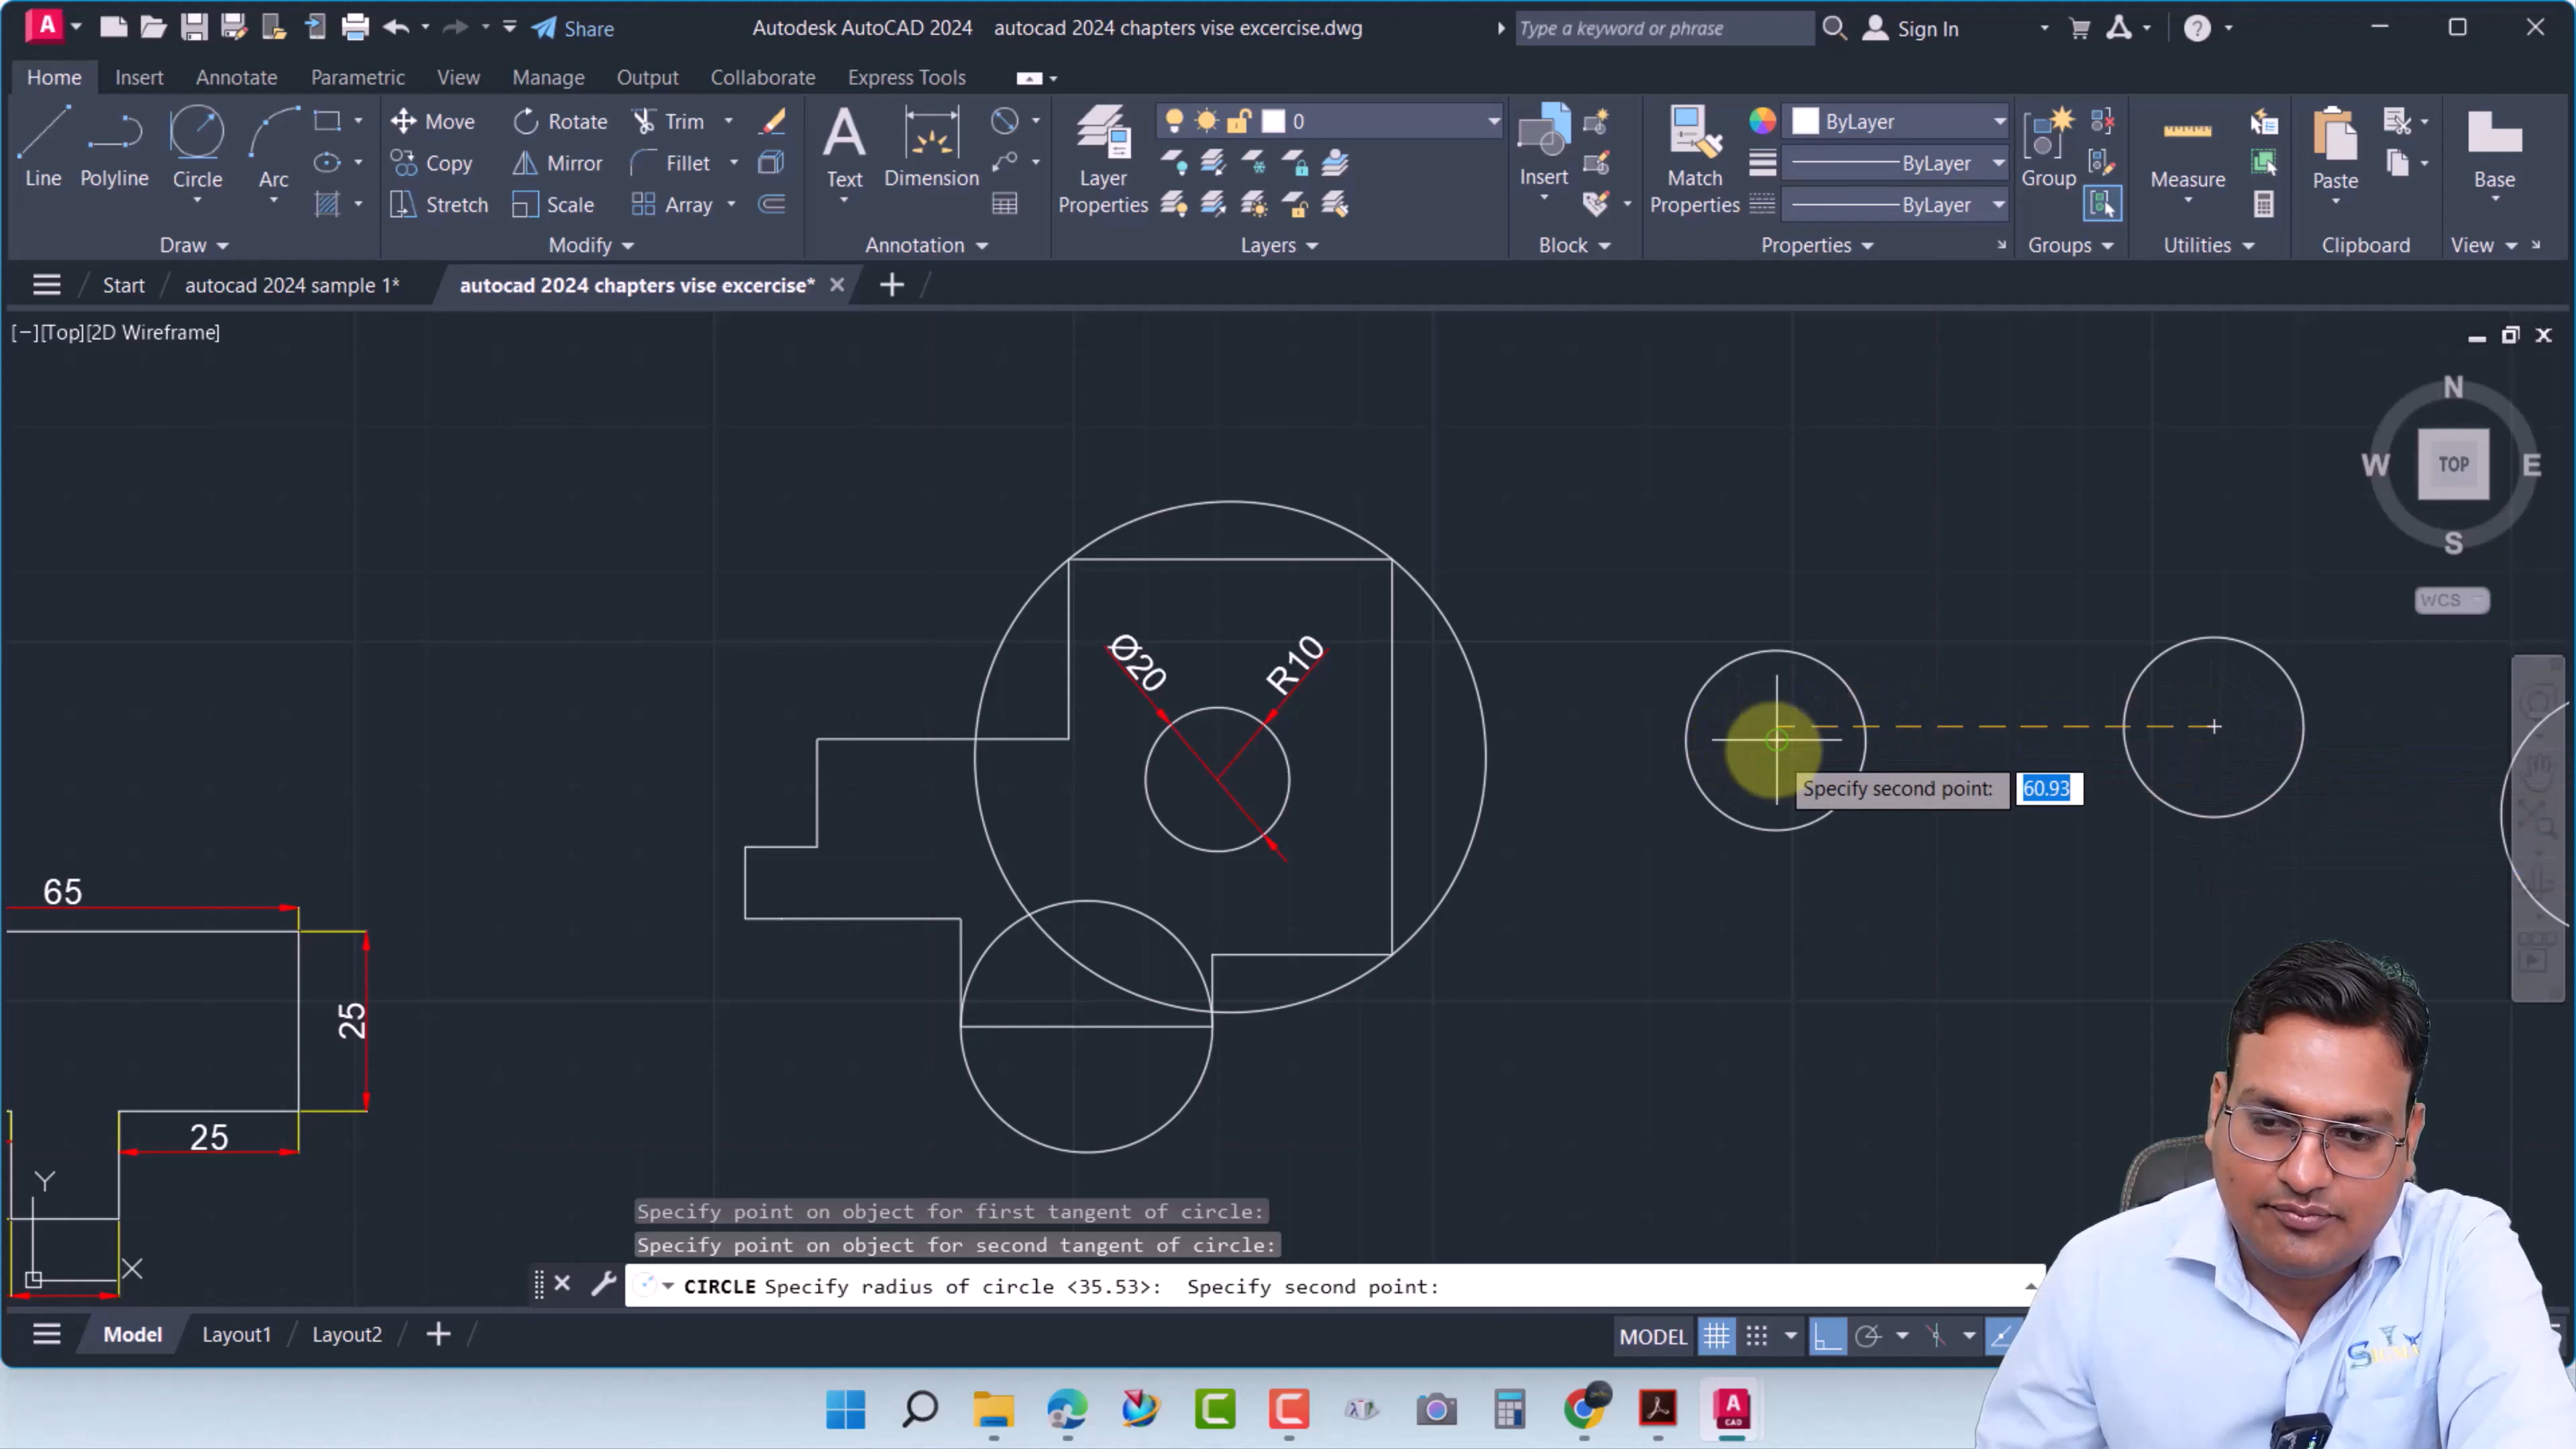 A Share Autodesk AutoCAD 2024 autocad 2024 chapters vise excercise.dwg Type a keyword or phrase Sign In
Home Insert Annotate Parametric View Manage Output Collaborate Express Tools
Move Rotate Trim 0 ByLayer
Copy Mirror Fillet ByLayer
Line Polyline Circle Arc Text Dimension Layer Properties Insert Match Properties Group Measure Paste Base
Stretch Scale Array ByLayer
Draw Modify Annotation Layers Block Properties Groups Utilities Clipboard View
Start autocad 2024 sample 1* autocad 2024 chapters vise excercise*
[−][Top][2D Wireframe]
N
W TOP E
S
WCS
Ø20 R10
Specify second point: 60.93
65
25
25
Y
X
Specify point on object for first tangent of circle:
Specify point on object for second tangent of circle:
CIRCLE Specify radius of circle <35.53>: Specify second point:
Model Layout1 Layout2 MODEL
A
CAD